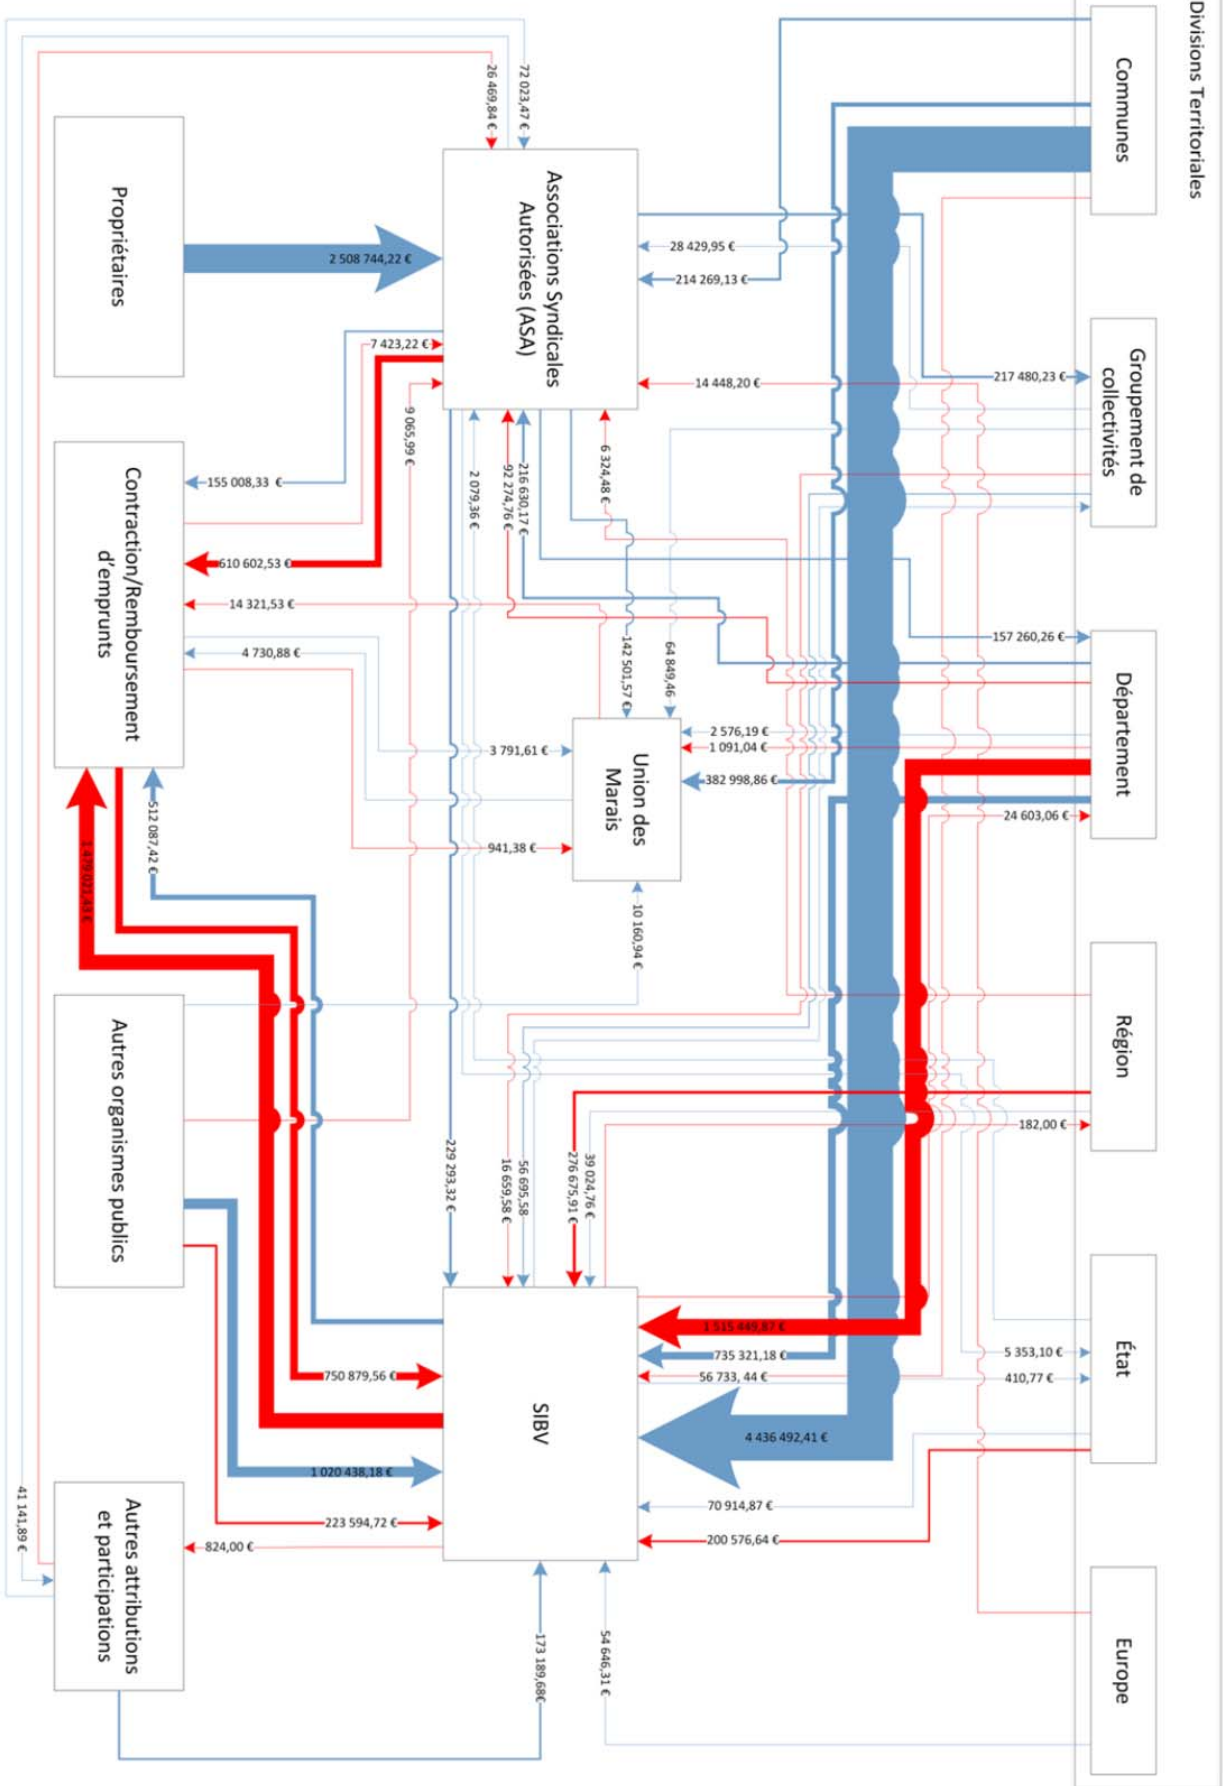 Divisions Territoriales
Communes
Groupement de
collectivités
Département
Région
État
Europe
217 480,23 €
157 260,26 €
24 603,06 €
182,00 €
5 353,10 €
410,77 €
28 429,95 €
214 269,13 €
14 448,20 €
2 576,19 €
1 091,04 €
382 998,86 €
1 515 449,87 €
735 321,18 €
56 733, 44 €
4 436 492,41 €
70 914,87 €
200 576,64 €
72 023,47 €
26 469,84 €
Associations Syndicales
Autorisées (ASA)
6 324,48 €
142 501,57 €
64 849,46
216 630,17 €
92 274,76 €
2 079,36 €
Union des
Marais
10 160,94 €
3 791,61 €
941,38 €
229 293,32 €
16 659,58 €
56 695,58
276 675,91 €
39 024,76 €
SIBV
173 189,68€
54 646,31 €
2 508 744,22 €
7 423,22 €
9 065,99 €
155 008,33 €
610 602,53 €
14 321,53 €
4 730,88 €
512 087,42 €
1 479 021,43 €
750 879,56 €
1 020 438,18 €
223 594,72 €
824,00 €
Propriétaires
Contraction/Remboursement
d'emprunts
Autres organismes publics
Autres attributions
et participations
41 141,89 €